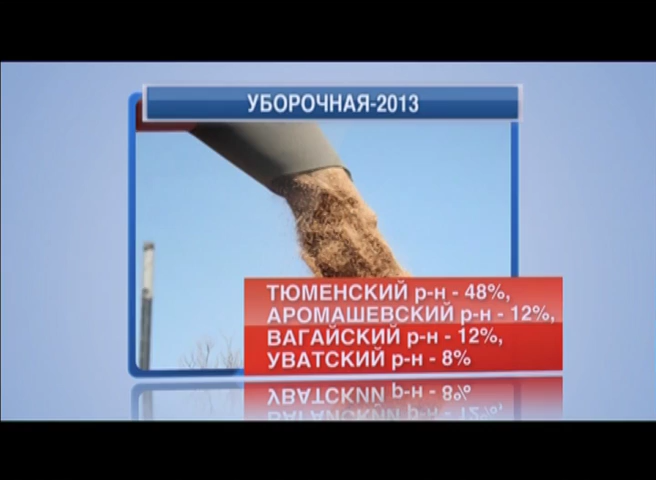 УБОРОЧНАЯ-2013
ТЮМЕНСКИЙ р-н - 48%,
АРОМАШЕВСКИЙ р-н - 12%,
ВАГАЙСКИЙ р-н - 12%,
УВАТСКИЙ р-н - 8%